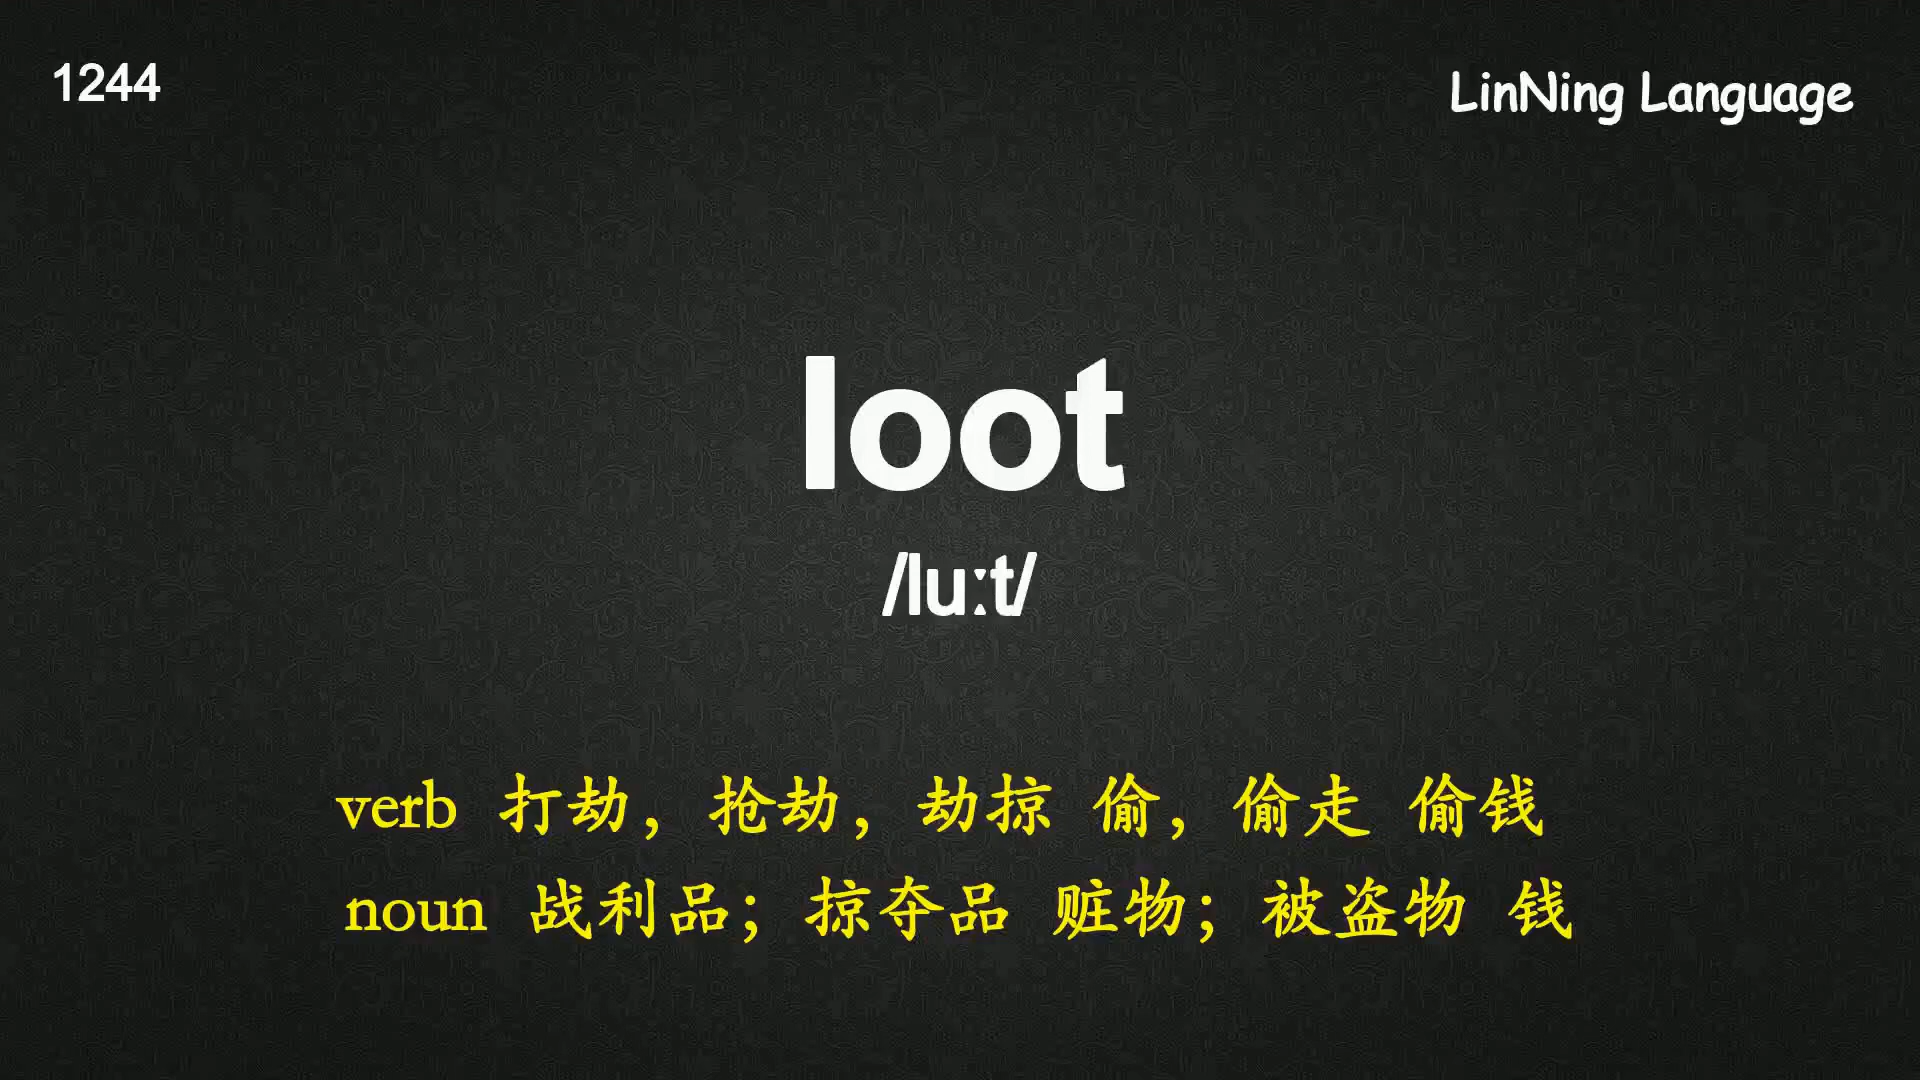 1244
LinNing Language
loot
/luːt/
verb 打劫，抢劫，劫掠 偷，偷走 偷钱
noun 战利品；掠夺品 赃物；被盗物 钱